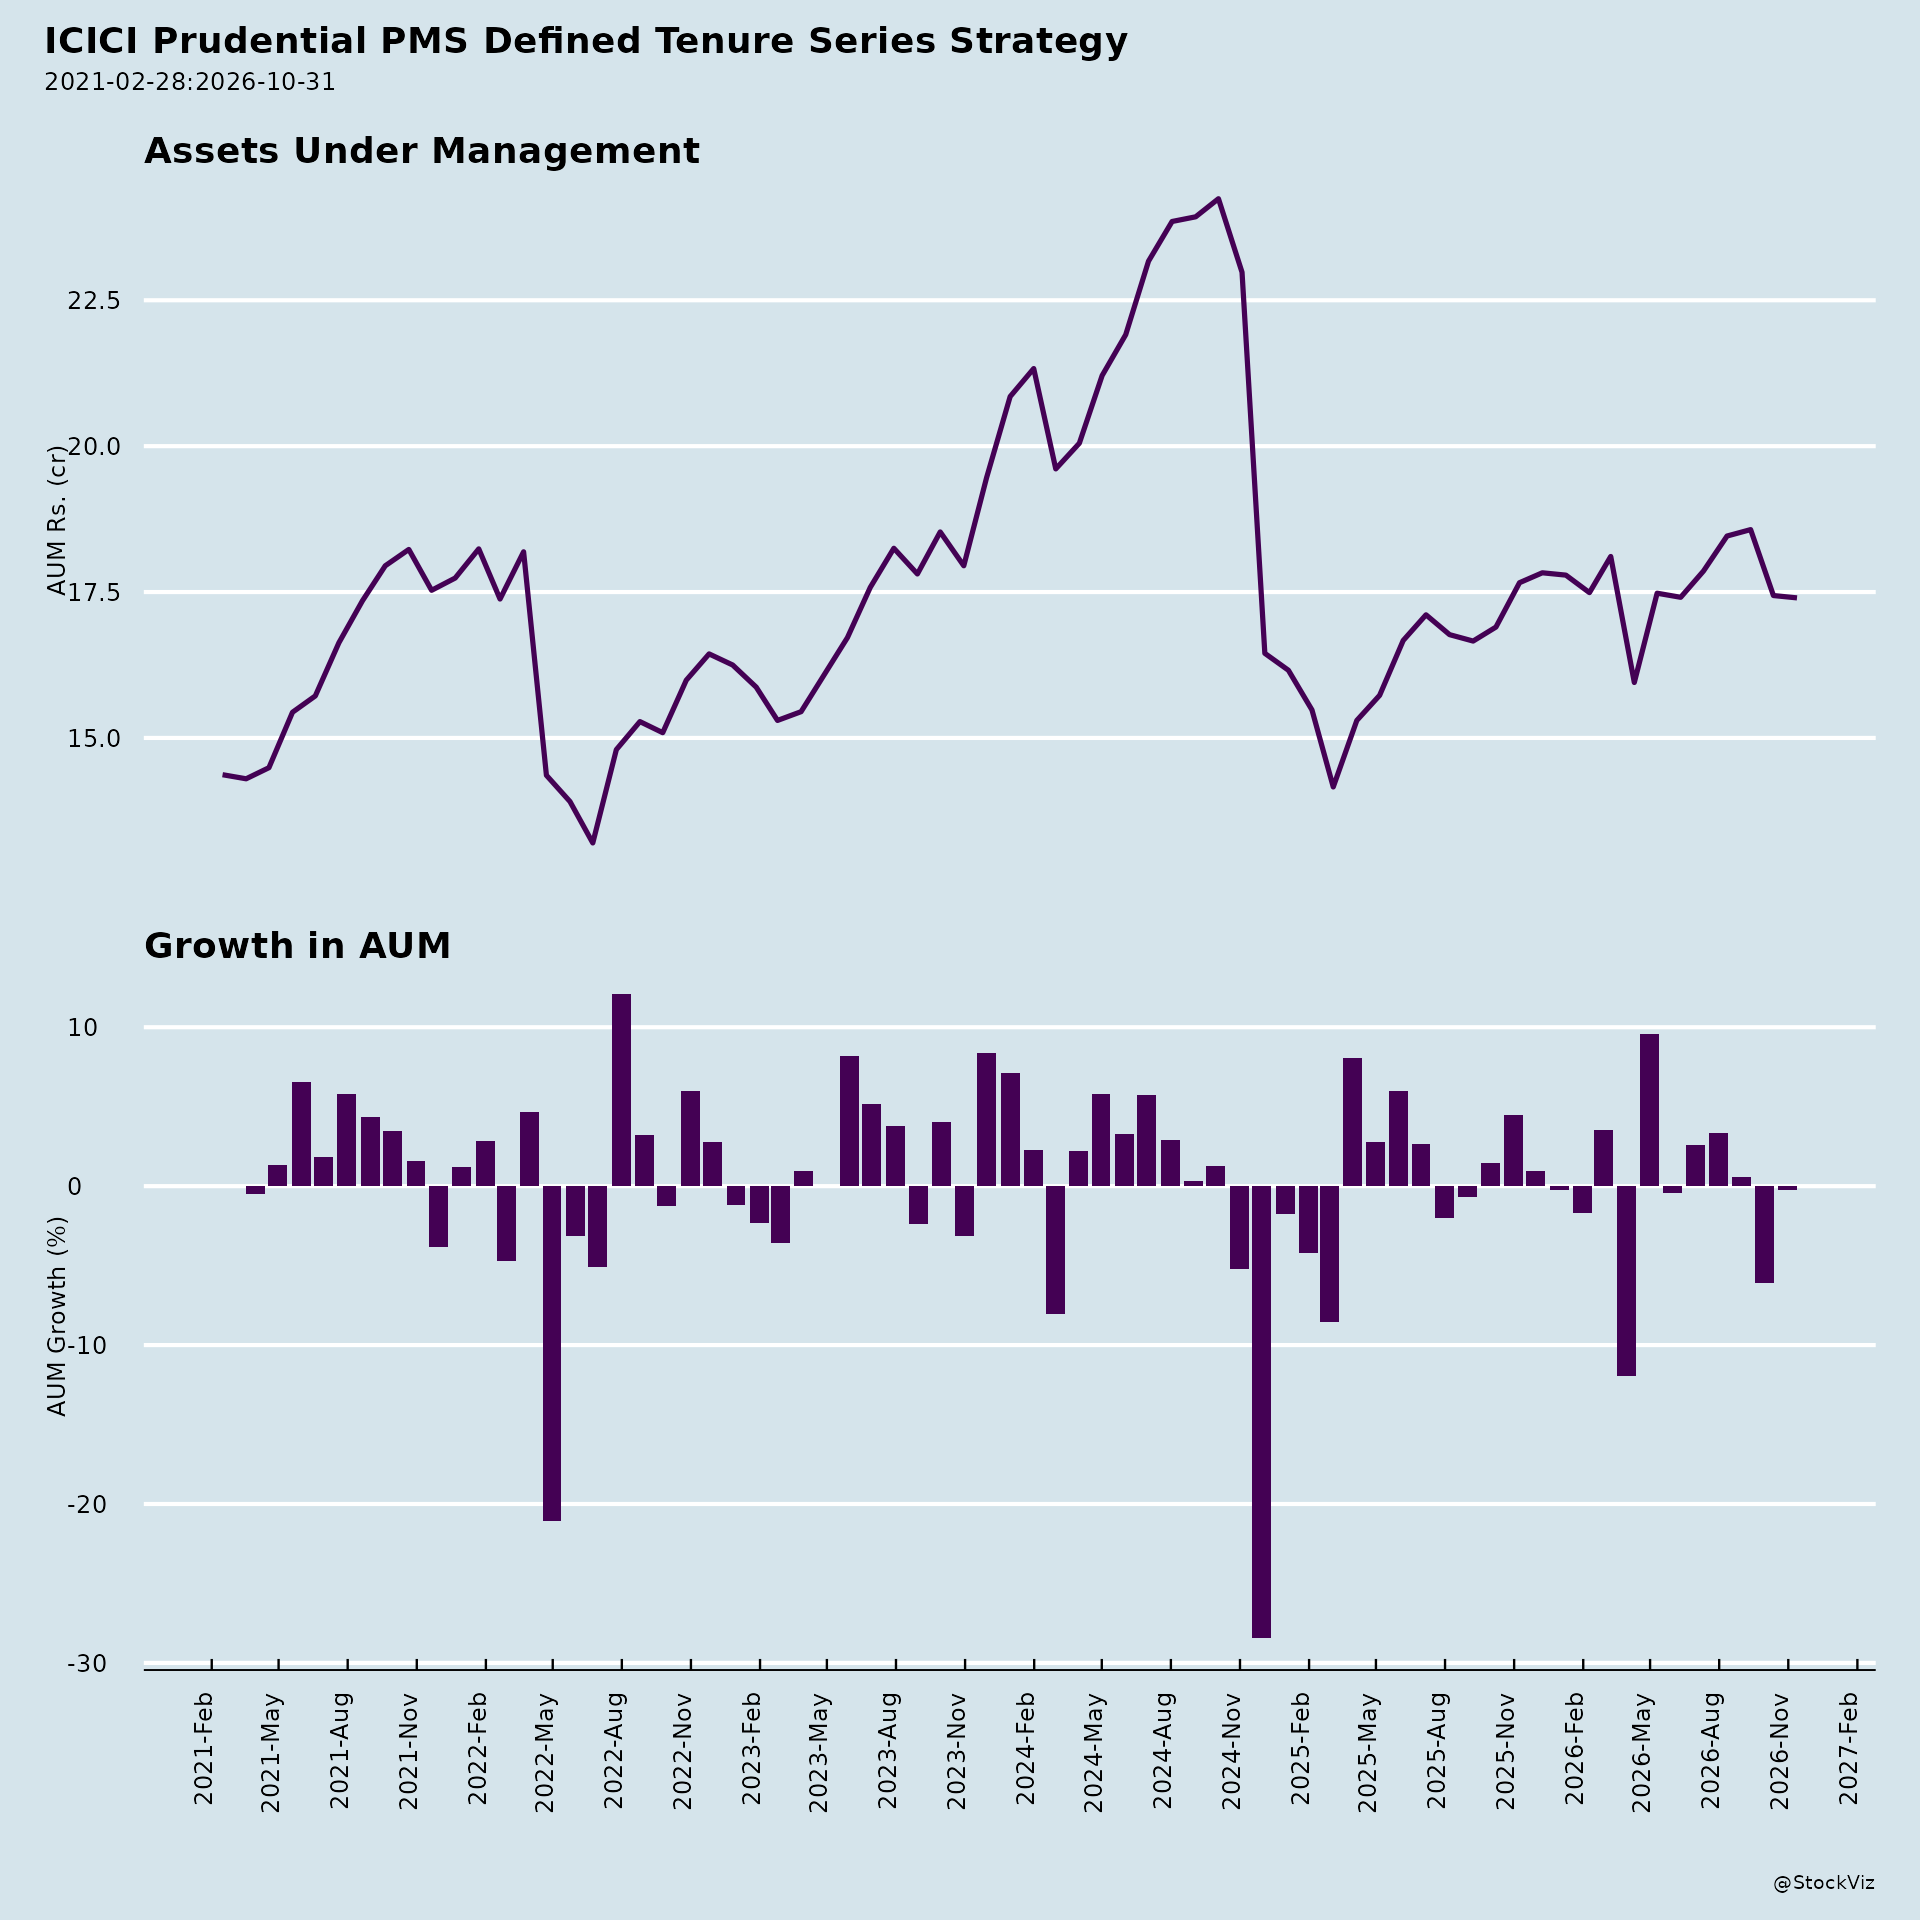 ICICI Prudential PMS Defined Tenure Series Strategy
2021-02-28:2026-10-31
Assets Under Management
22.5
20.0
17.5
15.0
AUM Rs. (cr)
Growth in AUM
10
0
-10
-20
-30
AUM Growth (%)
2021-Feb
2021-May
2021-Aug
2021-Nov
2022-Feb
2022-May
2022-Aug
2022-Nov
2023-Feb
2023-May
2023-Aug
2023-Nov
2024-Feb
2024-May
2024-Aug
2024-Nov
2025-Feb
2025-May
2025-Aug
2025-Nov
2026-Feb
2026-May
2026-Aug
2026-Nov
2027-Feb
@StockViz